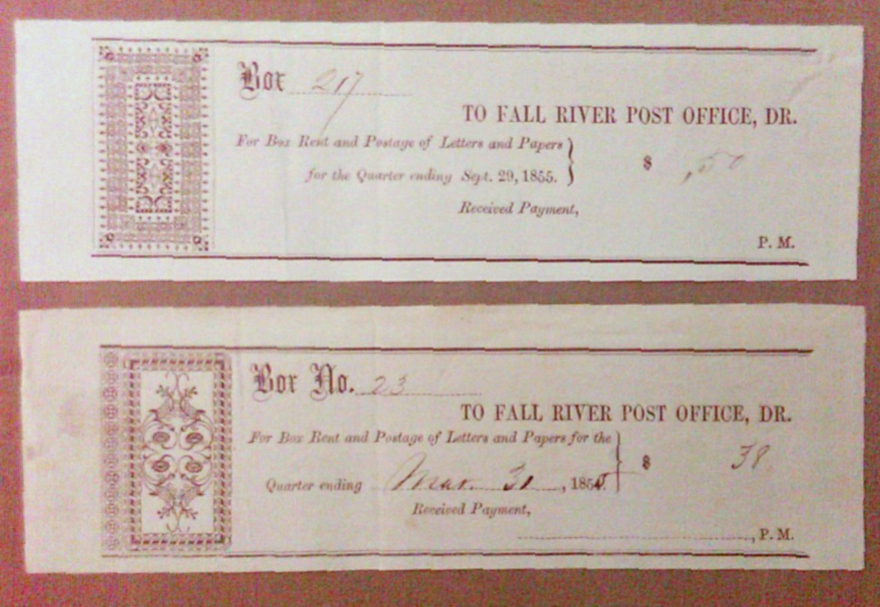 Box 217
TO FALL RIVER POST OFFICE, DR.
For Box Rent and Postage of Letters and Papers
for the Quarter ending Sept. 29, 1855.
$ .50
Received Payment,
P. M.
Box No. 23
TO FALL RIVER POST OFFICE, DR.
For Box Rent and Postage of Letters and Papers for the
Quarter ending Mar. 31, 1855.
$ 38
Received Payment,
, P. M.